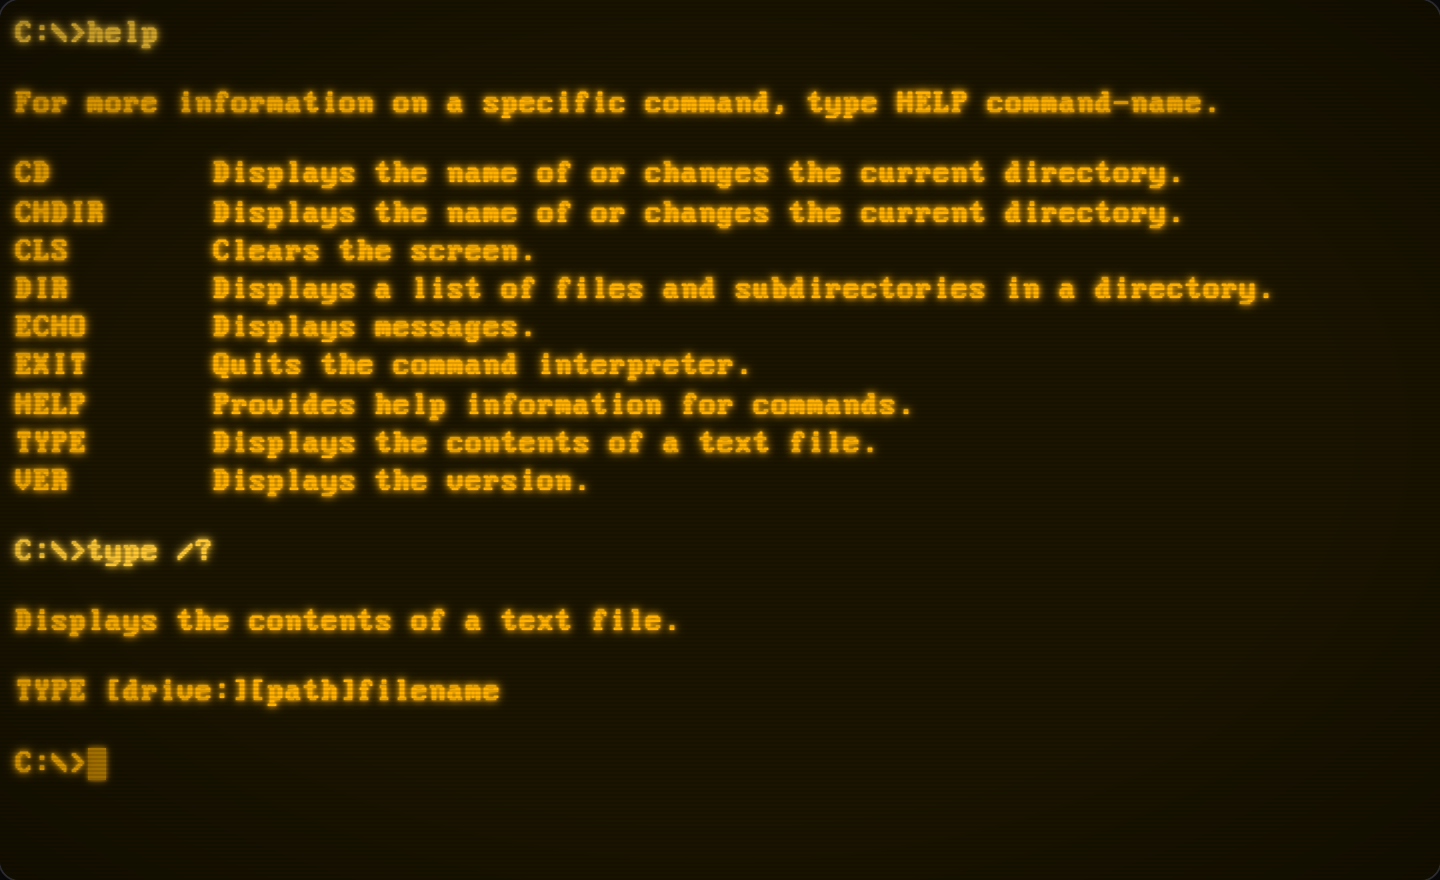 C:\>help
For more information on a specific command, type HELP command-name.
CD Displays the name of or changes the current directory.
CHDIR Displays the name of or changes the current directory.
CLS Clears the screen.
DIR Displays a list of files and subdirectories in a directory.
ECHO Displays messages.
EXIT Quits the command interpreter.
HELP Provides help information for commands.
TYPE Displays the contents of a text file.
VER Displays the version.
C:\>type /?
Displays the contents of a text file.
TYPE [drive:][path]filename
C:\>